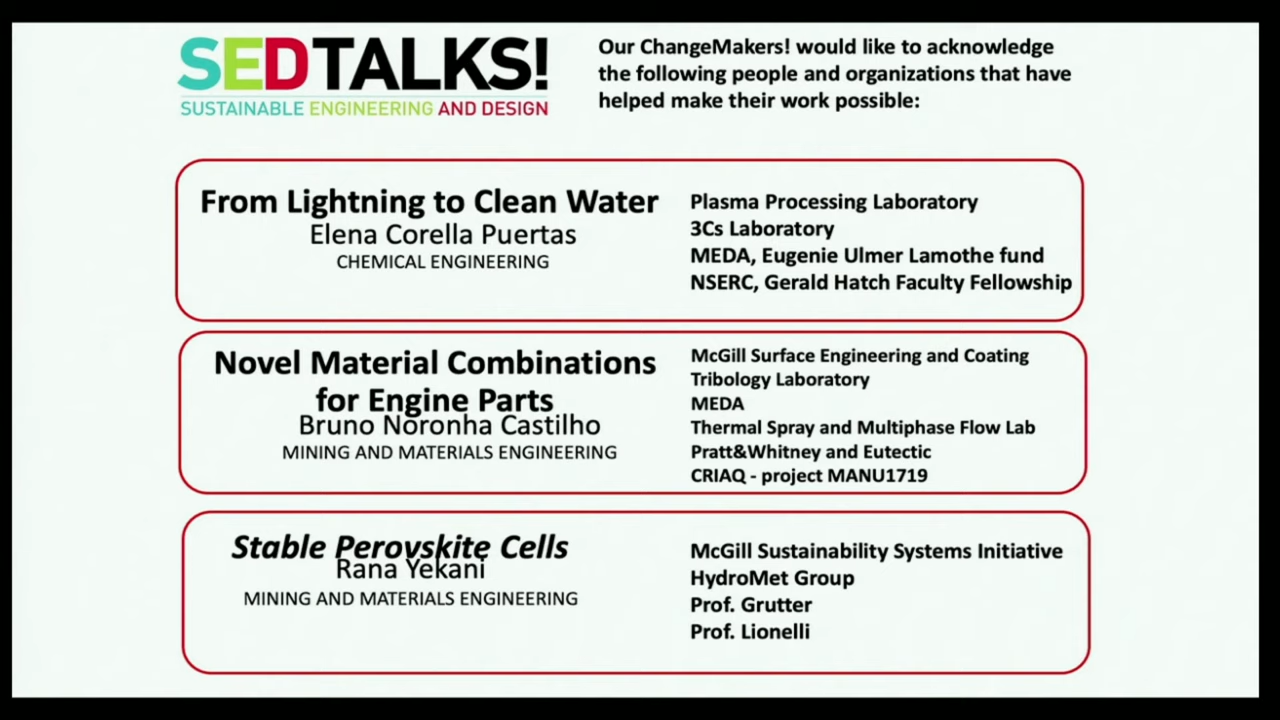 SEDTALKS!
SUSTAINABLE ENGINEERING AND DESIGN
Our ChangeMakers! would like to acknowledge
the following people and organizations that have
helped make their work possible:
From Lightning to Clean Water
Elena Corella Puertas
CHEMICAL ENGINEERING
Plasma Processing Laboratory
3Cs Laboratory
MEDA, Eugenie Ulmer Lamothe fund
NSERC, Gerald Hatch Faculty Fellowship
Novel Material Combinations
for Engine Parts
Bruno Noronha Castilho
MINING AND MATERIALS ENGINEERING
McGill Surface Engineering and Coating
Tribology Laboratory
MEDA
Thermal Spray and Multiphase Flow Lab
Pratt&Whitney and Eutectic
CRIAQ - project MANU1719
Stable Perovskite Cells
Rana Yekani
MINING AND MATERIALS ENGINEERING
McGill Sustainability Systems Initiative
HydroMet Group
Prof. Grutter
Prof. Lionelli